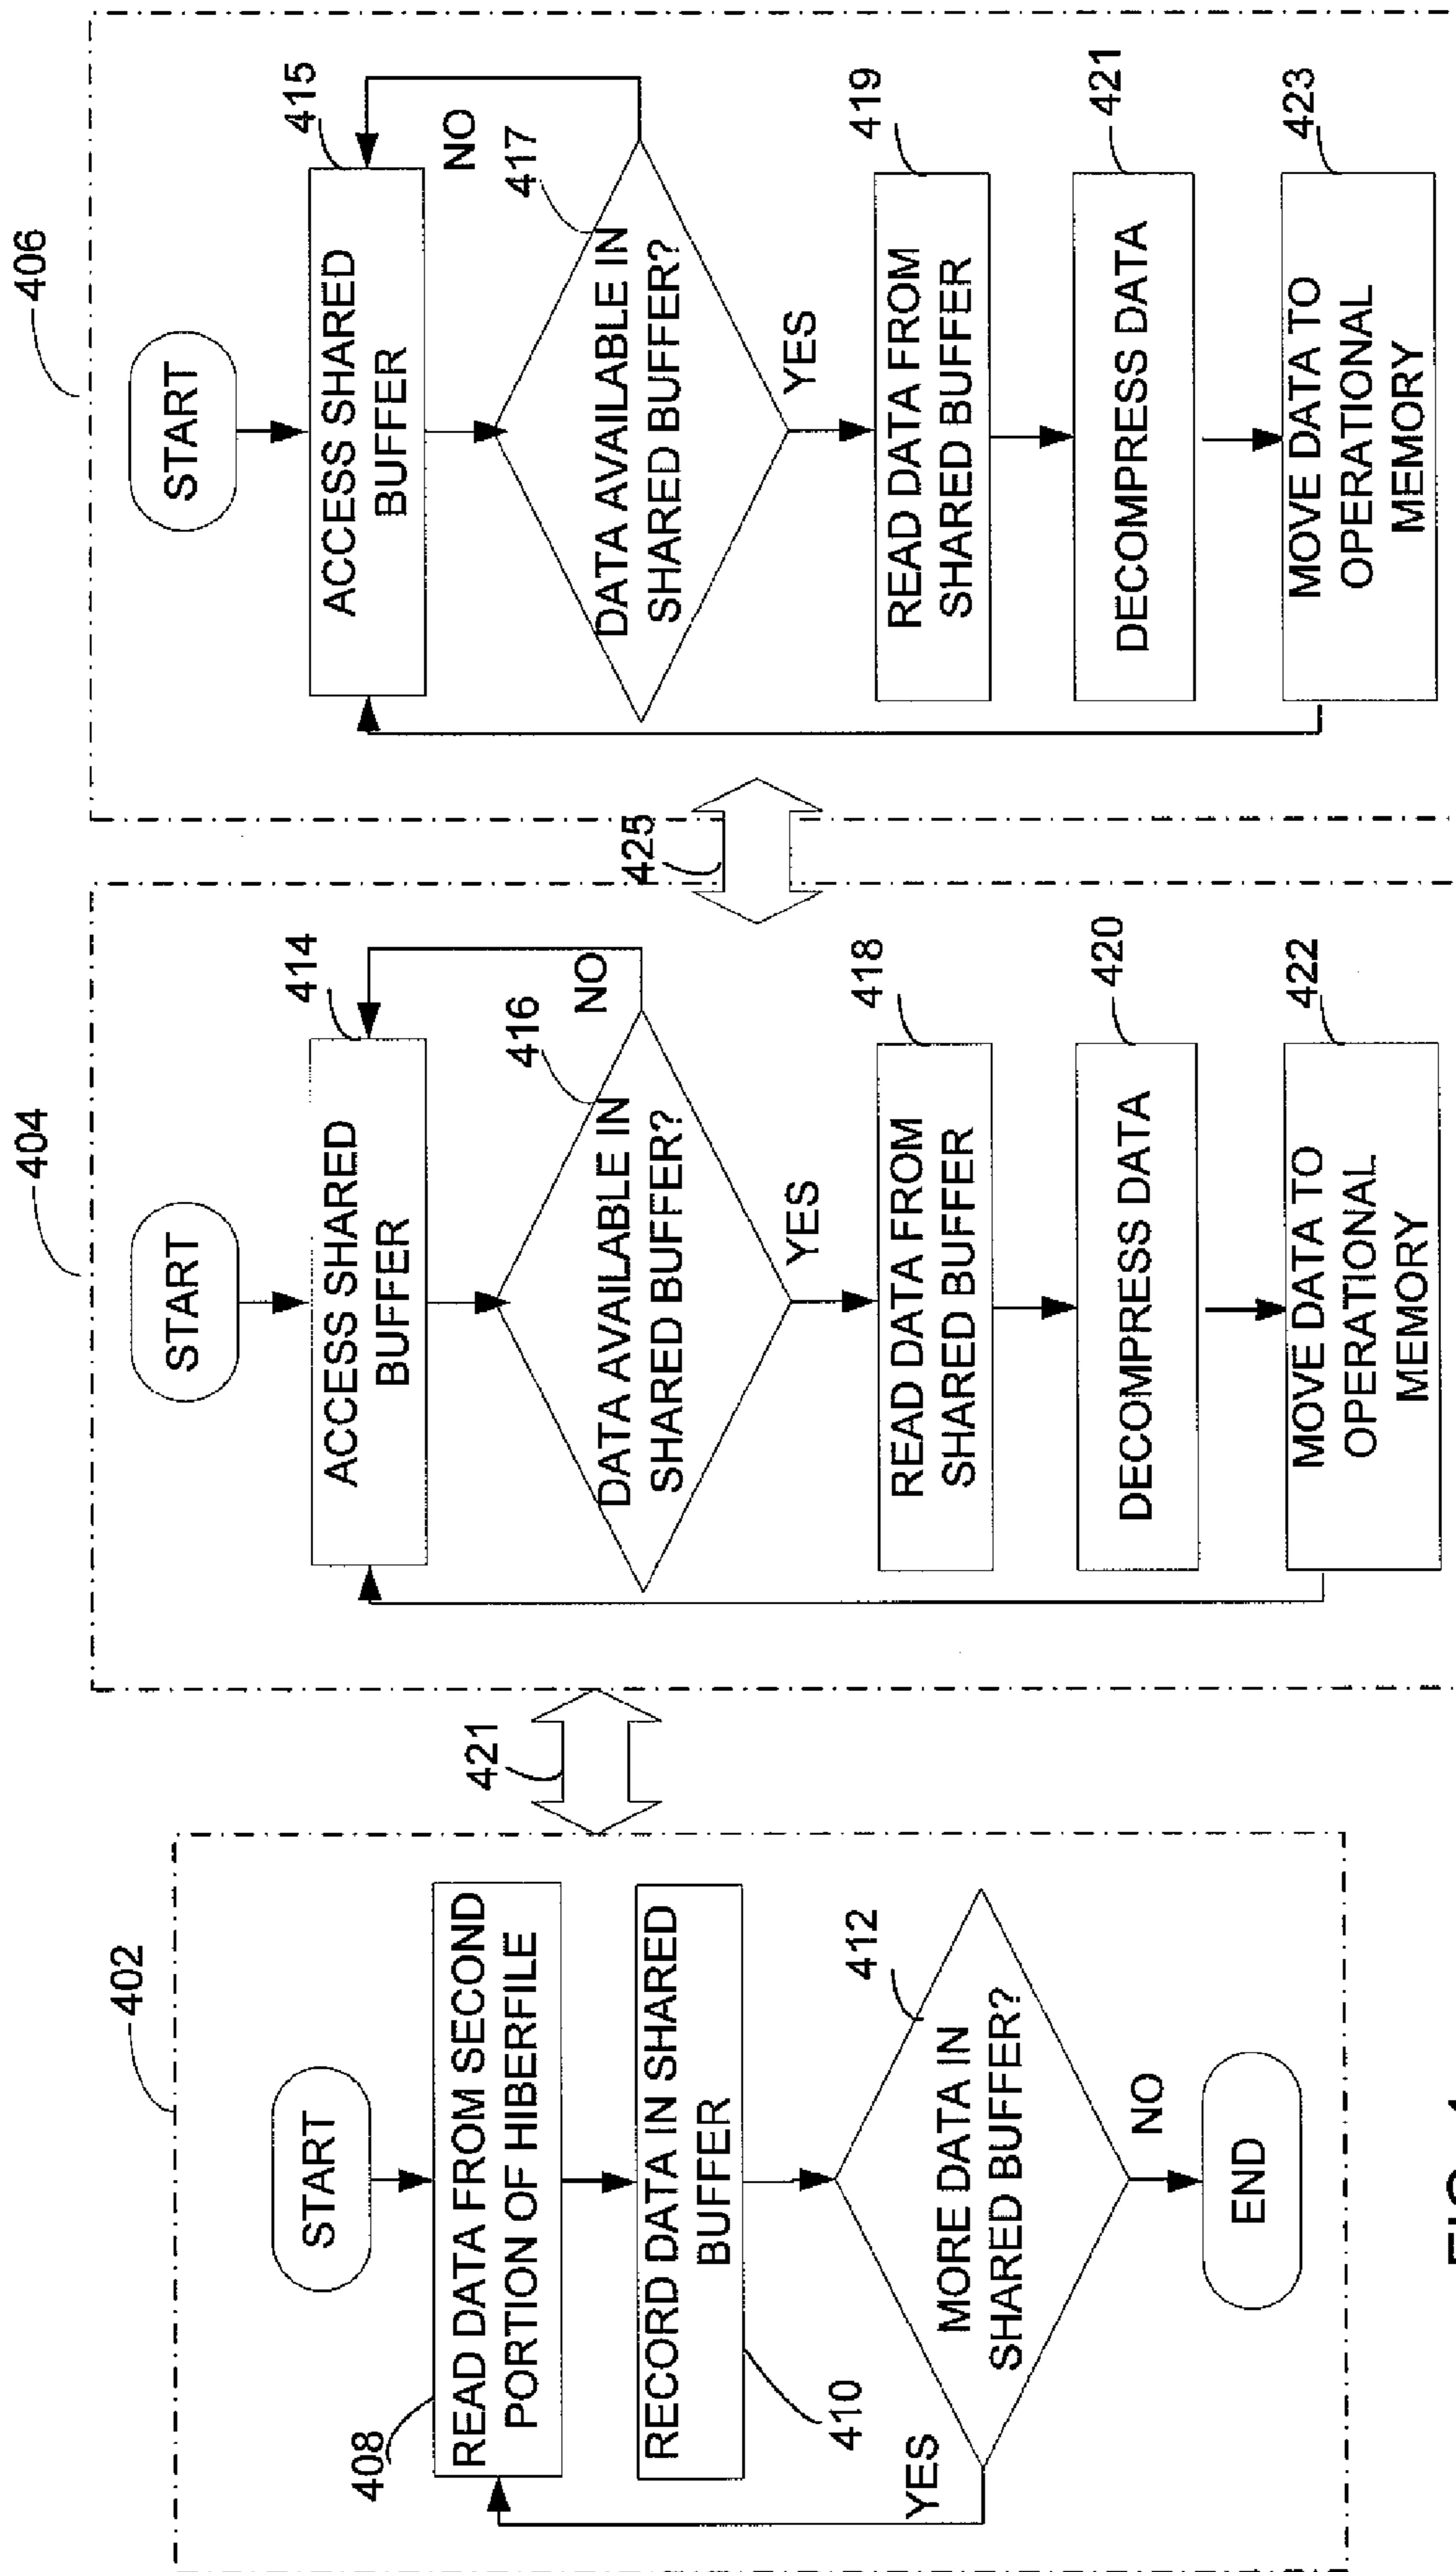 402
START
408
READ DATA FROM SECOND
PORTION OF HIBERFILE
RECORD DATA IN SHARED
BUFFER
410
412
MORE DATA IN
SHARED BUFFER?
YES
NO
END
421
404
START
414
ACCESS SHARED
BUFFER
416
NO
DATA AVAILABLE IN
SHARED BUFFER?
YES
418
READ DATA FROM
SHARED BUFFER
420
DECOMPRESS DATA
422
MOVE DATA TO
OPERATIONAL
MEMORY
425
406
START
415
ACCESS SHARED
BUFFER
NO
417
DATA AVAILABLE IN
SHARED BUFFER?
YES
419
READ DATA FROM
SHARED BUFFER
421
DECOMPRESS DATA
423
MOVE DATA TO
OPERATIONAL
MEMORY